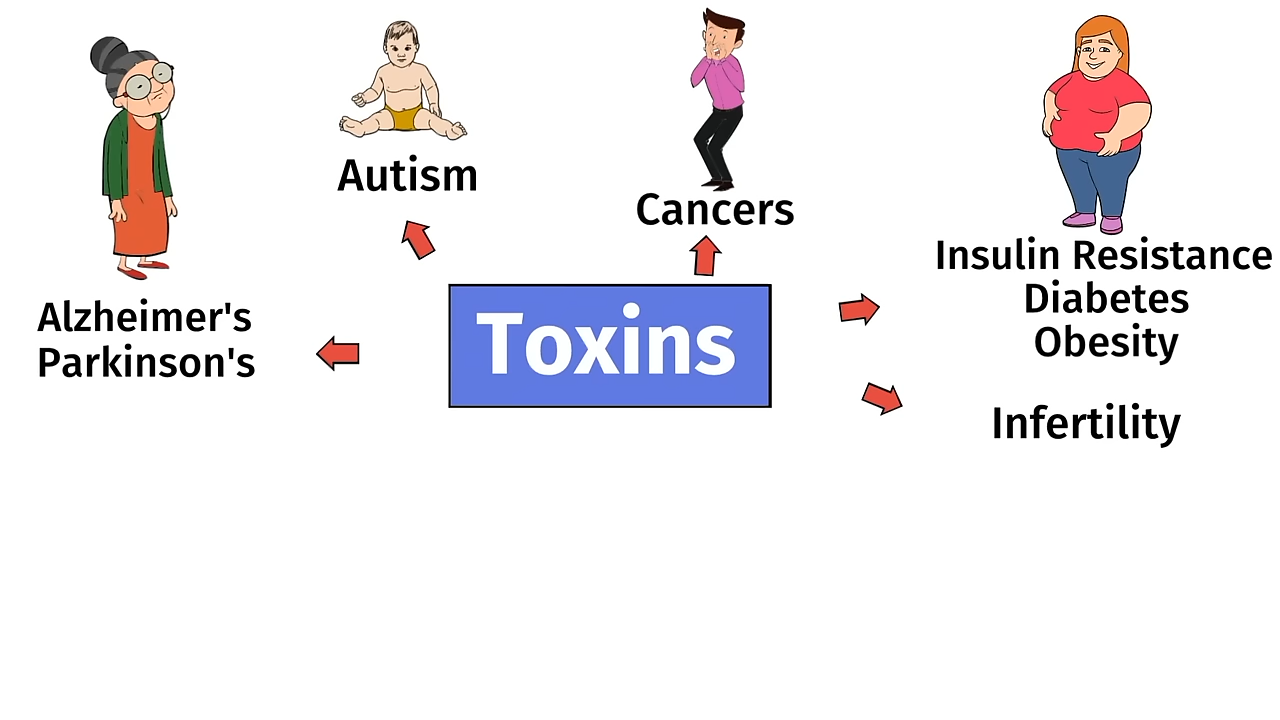 Autism
Cancers
Insulin Resistance
Diabetes
Obesity
Alzheimer's
Parkinson's
Toxins
Infertility